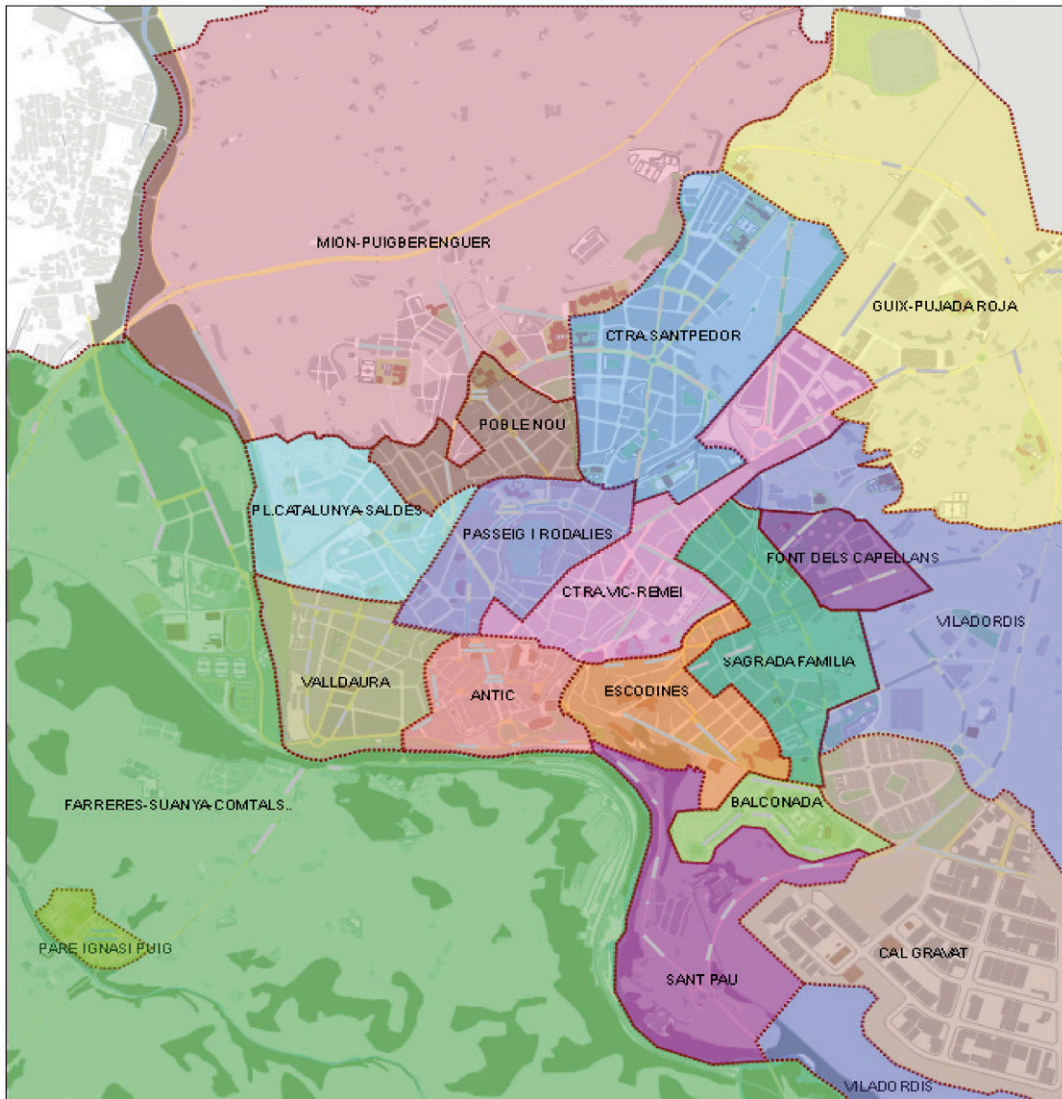 MION-PUIGBERENGUER
GUIX-PUJADA ROJA
CTRA. SANTPEDOR
POBLE NOU
PL.CATALUNYA-SALDES
PASSEIG I RODALIES
FONT DELS CAPELLANS
CTRA.VIC-REMEI
VILADORDIS
SAGRADA FAMILIA
VALLDAURA
ANTIC
ESCODINES
FARRERES-SUANYA-COMTALS..
BALCONADA
PARE IGNASI PUIG
CAL GRAVAT
SANT PAU
VILADORDIS